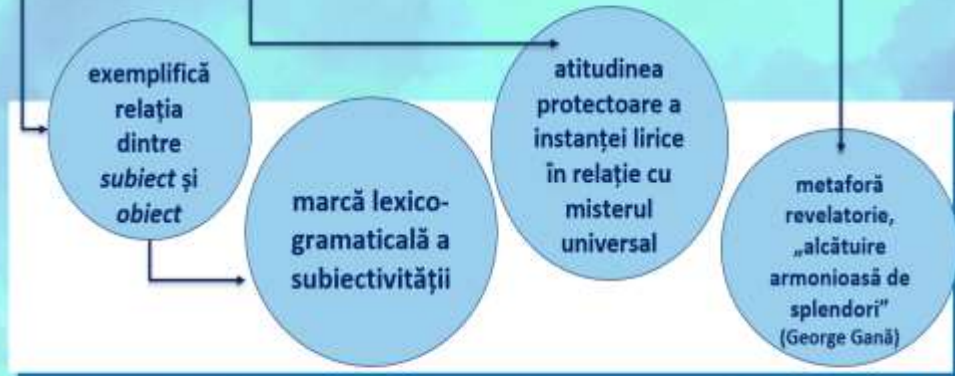 exemplifică
relația
dintre
subiect și
obiect
marcă lexico-
gramaticală a
subiectivității
atitudinea
protectoare a
instanței lirice
în relație cu
misterul
universal
metaforă
revelatorie,
„alcătuire
armonioasă de
splendori”
(George Gană)